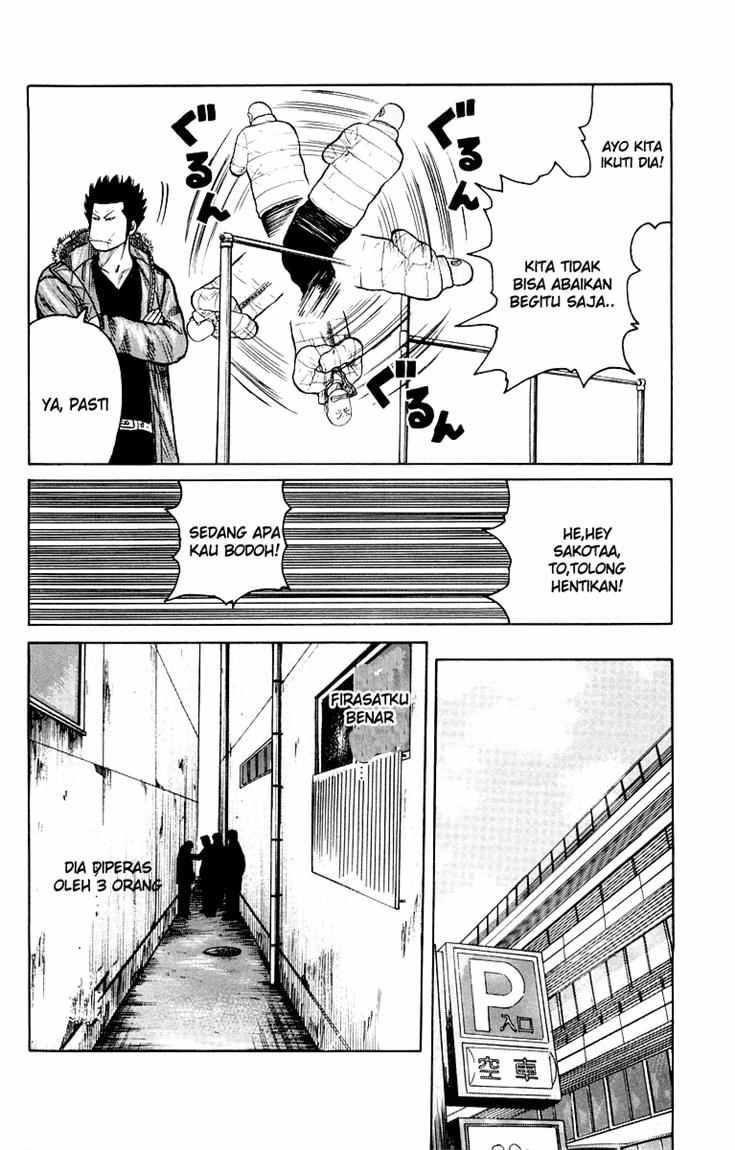 AYO KITA
IKUTI DIA!
KITA TIDAK
BISA ABAIKAN
BEGITU SAJA..
ぐるん
ぐるん
ぐるん
YA, PASTI
HE,HEY
SAKOTAA,
TO,TOLONG
HENTIKAN!
SEDANG APA
KAU BODOH!
P
入口
空車
FIRASATKU
BENAR
...
DIA DIPERAS
OLEH 3 ORANG